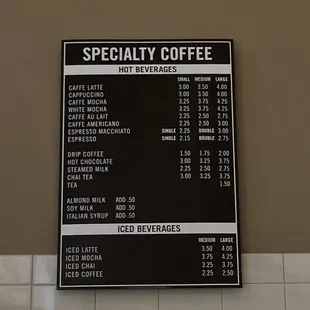 SPECIALTY COFFEE
HOT BEVERAGES
SMALL MEDIUM LARGE
CAFFE LATTE 3.00 3.50 4.00
CAPPUCCINO 3.00 3.50 4.00
CAFFE MOCHA 3.25 3.75 4.25
WHITE MOCHA 3.25 3.75 4.25
CAFFE AU LAIT 2.25 2.50 2.75
CAFFE AMERICANO 2.25 2.50 3.00
ESPRESSO MACCHIATO SINGLE 2.25 DOUBLE 3.00
ESPRESSO SINGLE 2.15 DOUBLE 2.75
DRIP COFFEE 1.50 1.75 2.00
HOT CHOCOLATE 3.00 3.25 3.75
STEAMED MILK 2.25 2.50 2.75
CHAI TEA 3.00 3.25 3.75
TEA 1.50
ALMOND MILK ADD .50
SOY MILK ADD .50
ITALIAN SYRUP ADD .50
ICED BEVERAGES
MEDIUM LARGE
ICED LATTE 3.50 4.00
ICED MOCHA 3.75 4.25
ICED CHAI 3.25 3.75
ICED COFFEE 2.25 2.50